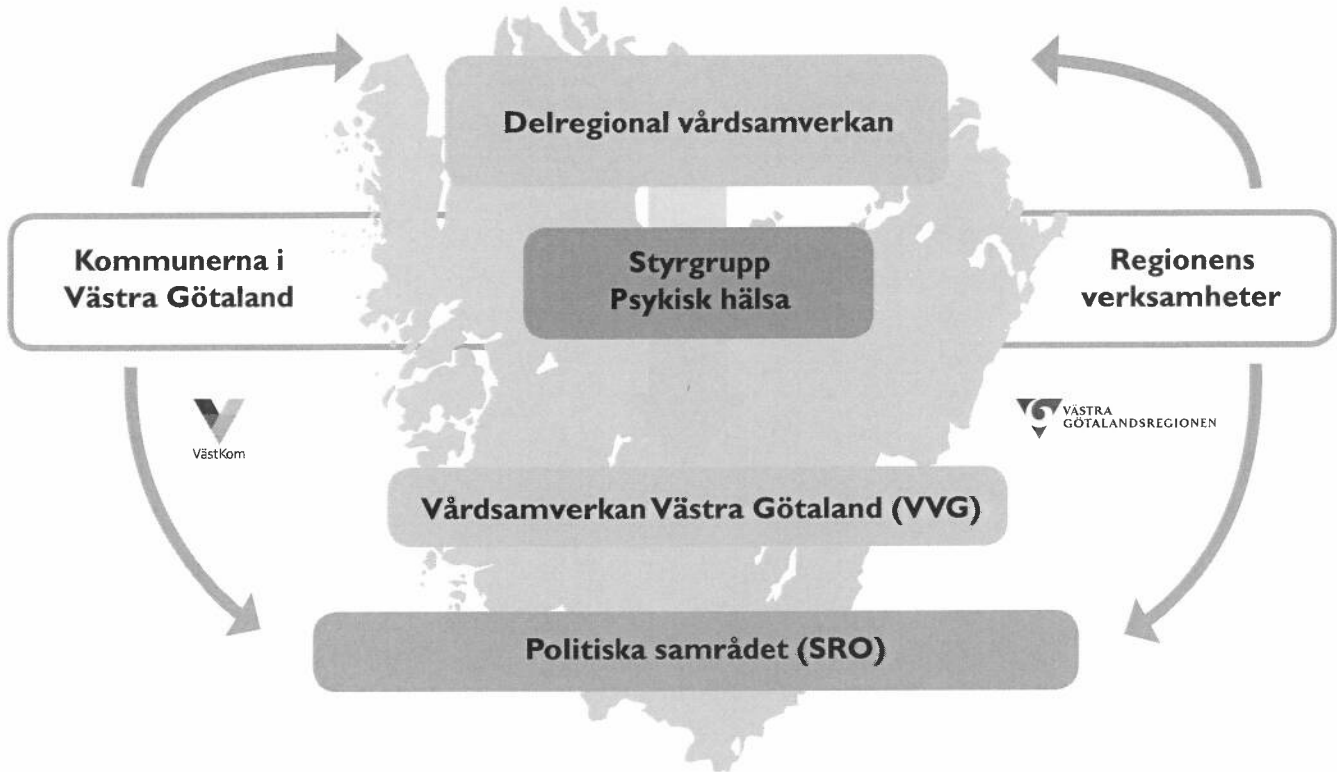 Delregional vårdsamverkan
Kommunerna i
Västra Götaland
Styrgrupp
Psykisk hälsa
Regionens
verksamheter
VästKom
VÄSTRA
GÖTALANDSREGIONEN
Vårdsamverkan Västra Götaland (VVG)
Politiska samrådet (SRO)